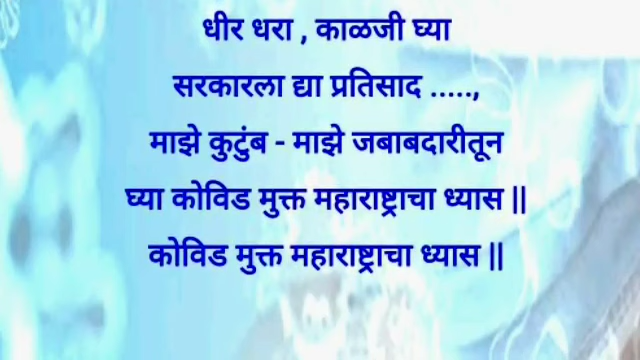 धीर धरा , काळजी घ्या
सरकारला द्या प्रतिसाद .....,
माझे कुटुंब - माझे जबाबदारीतून
घ्या कोविड मुक्त महाराष्ट्राचा ध्यास ||
कोविड मुक्त महाराष्ट्राचा ध्यास ||